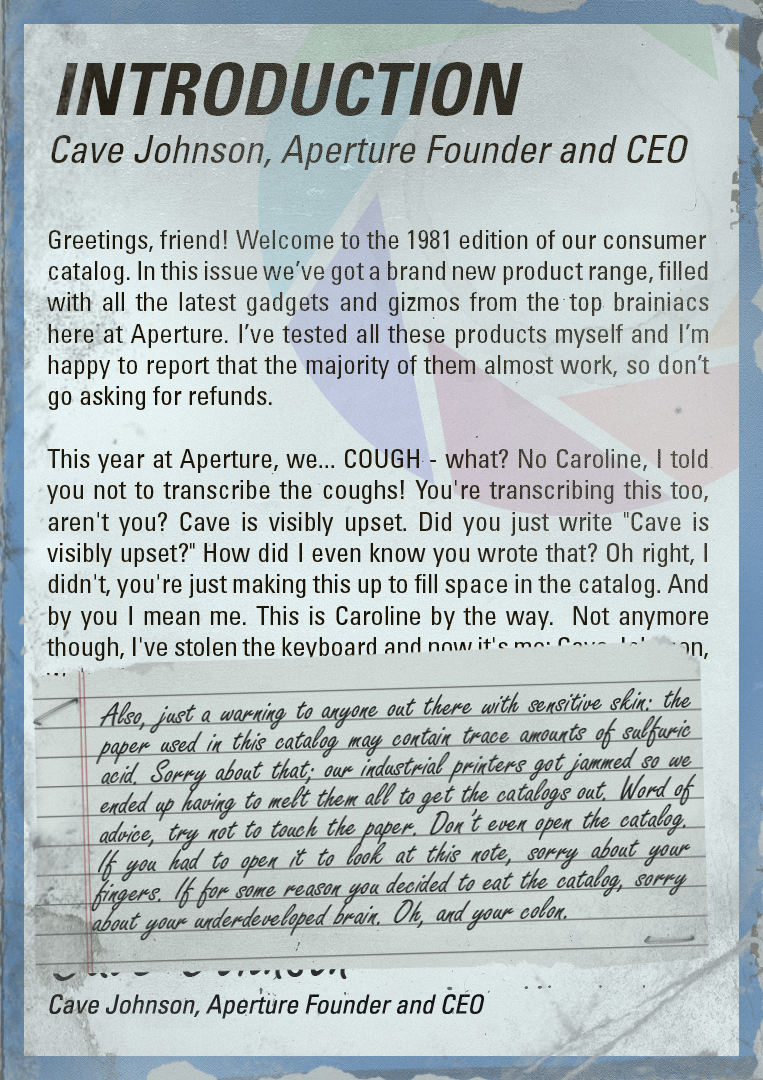 INTRODUCTION
Cave Johnson, Aperture Founder and CEO
Greetings, friend! Welcome to the 1981 edition of our consumer
catalog. In this issue we've got a brand new product range, filled
with all the latest gadgets and gizmos from the top brainiacs
here at Aperture. I've tested all these products myself and I'm
happy to report that the majority of them almost work, so don't
go asking for refunds.
This year at Aperture, we... COUGH - what? No Caroline, I told
you not to transcribe the coughs! You're transcribing this too,
aren't you? Cave is visibly upset. Did you just write "Cave is
visibly upset?" How did I even know you wrote that? Oh right, I
didn't, you're just making this up to fill space in the catalog. And
by you I mean me. This is Caroline by the way. Not anymore
though, I've stolen the keyboard and now it's me: Cave
Also, just a warning to anyone out there with sensitive skin: the
paper used in this catalog may contain trace amounts of sulfuric
acid. Sorry about that; our industrial printers got jammed so we
ended up having to melt them all to get the catalogs out. Word of
advice, try not to touch the paper. Don't even open the catalog.
If you had to open it to look at this note, sorry about your
fingers. If for some reason you decided to eat the catalog, sorry
about your underdeveloped brain. Oh, and your colon.
Cave Johnson, Aperture Founder and CEO